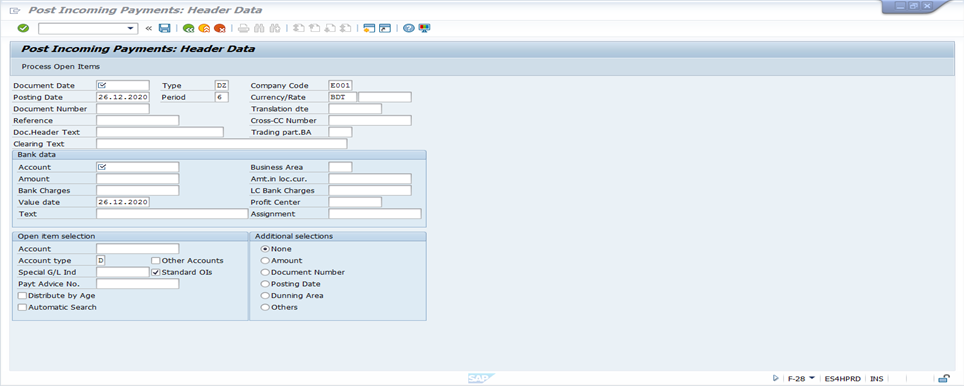 Post Incoming Payments: Header Data
Post Incoming Payments: Header Data
Process Open Items
Document Date Type DZ Company Code E001
Posting Date 26.12.2020 Period 6 Currency/Rate BDT
Document Number Translation dte
Reference Cross-CC Number
Doc.Header Text Trading part.BA
Clearing Text
Bank data
Account Business Area
Amount Amt.in loc.cur.
Bank Charges LC Bank Charges
Value date 26.12.2020 Profit Center
Text Assignment
Open item selection
Account
Account type D Other Accounts
Special G/L Ind Standard OIs
Payt Advice No.
Distribute by Age
Automatic Search
Additional selections
None
Amount
Document Number
Posting Date
Dunning Area
Others
SAP F-28 ES4HPRD INS